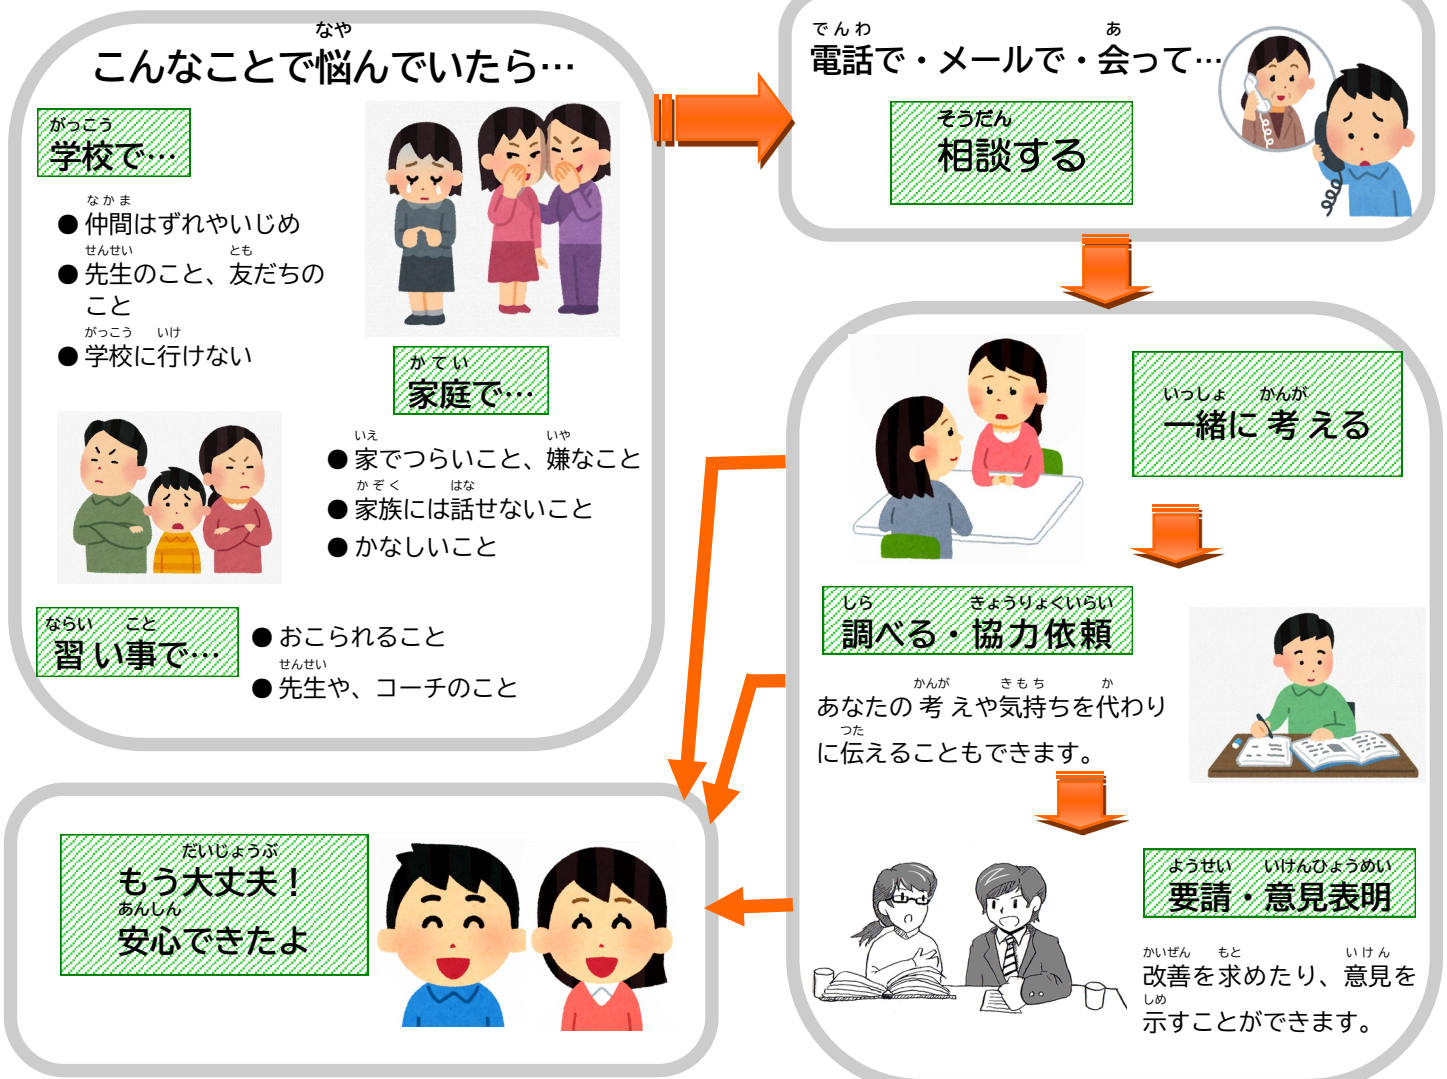 なや
こんなことで悩んでいたら…
がっこう
学校で…
なかま
● 仲間はずれやいじめ
せんせい とも
● 先生のこと、友だちの
こと
がっこう いけ
● 学校に行けない
かてい
家庭で…
いえ いや
● 家でつらいこと、嫌なこと
かぞく はな
● 家族には話せないこと
● かなしいこと
ならい こと
習い事で…
● おこられること
せんせい
● 先生や、コーチのこと
でんわ あ
電話で・メールで・会って…
そうだん
相談する
いっしょ かんが
一緒に 考 える
しら きょうりょくいらい
調べる・協力依頼
かんが きもち か
あなたの 考 えや気持ちを代わり
つた
に伝えることもできます。
ようせい いけんひょうめい
要請・意見表明
かいぜん もと いけん
改善を求めたり、意見を
しめ
示すことができます。
だいじょうぶ
もう大丈夫！
あんしん
安心できたよ